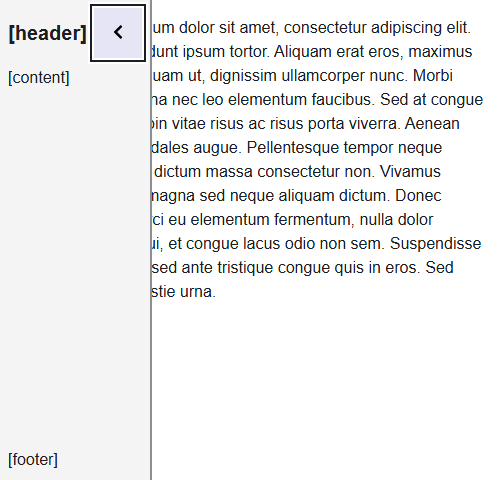 [header]
[content]
[footer]
um dolor sit amet, consectetur adipiscing elit.
dunt ipsum tortor. Aliquam erat eros, maximus
uam ut, dignissim ullamcorper nunc. Morbi
na nec leo elementum faucibus. Sed at congue
in vitae risus ac risus porta viverra. Aenean
dales augue. Pellentesque tempor neque
dictum massa consectetur non. Vivamus
magna sed neque aliquam dictum. Donec
ci eu elementum fermentum, nulla dolor
ui, et congue lacus odio non sem. Suspendisse
sed ante tristique congue quis in eros. Sed
stie urna.